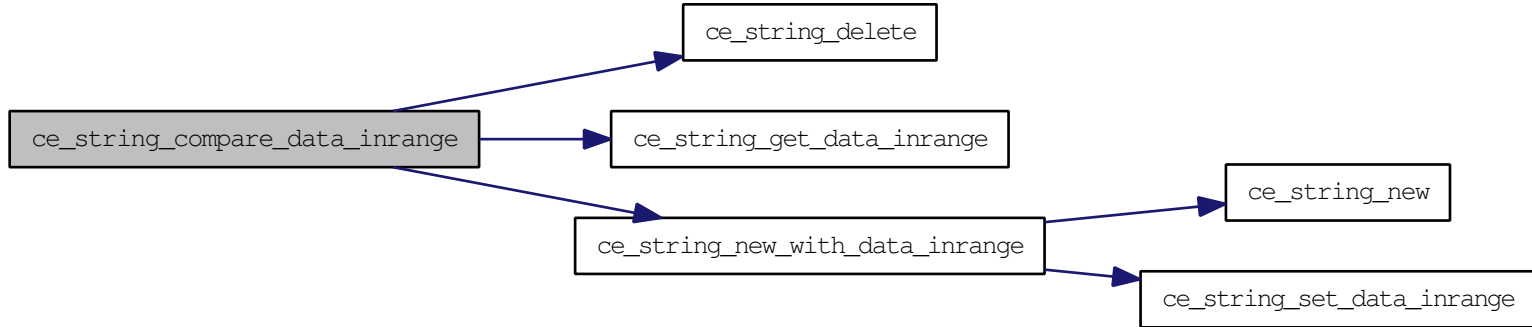 ce_string_delete
ce_string_compare_data_inrange
ce_string_get_data_inrange
ce_string_new
ce_string_new_with_data_inrange
ce_string_set_data_inrange